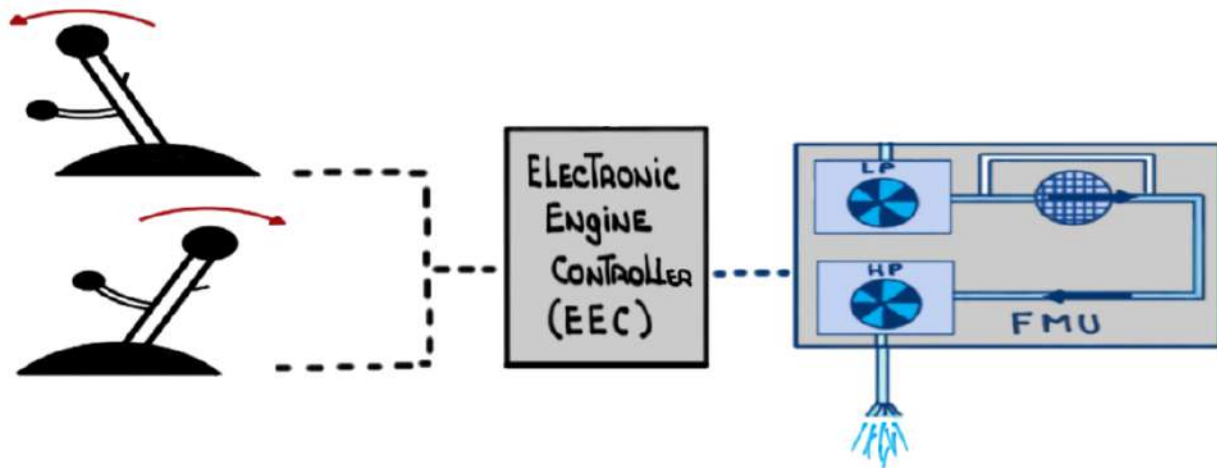 ELECTRONIC
ENGINE
CONTROLLER
(EEC)
LP
HP
FMU